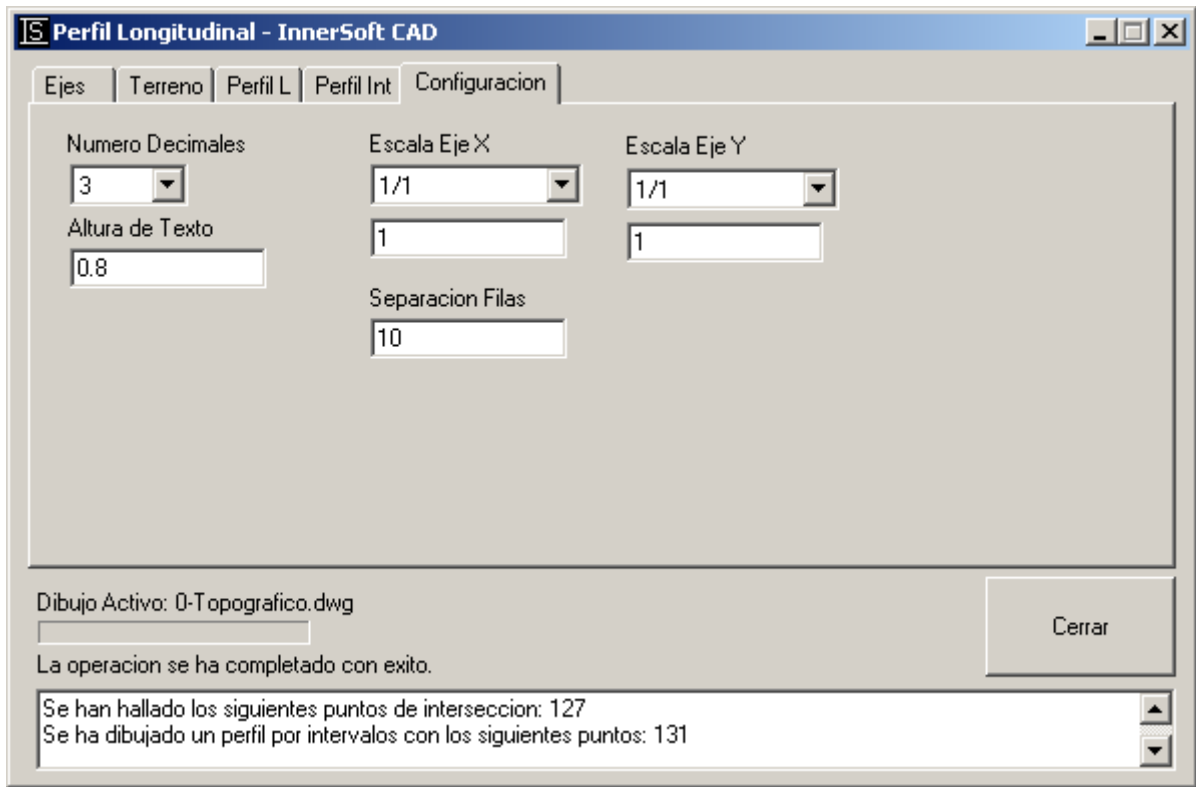 IS Perfil Longitudinal - InnerSoft CAD
Ejes Terreno Perfil L Perfil Int Configuracion
Numero Decimales Escala Eje X Escala Eje Y
3 1/1 1/1
Altura de Texto 1 1
0.8
Separacion Filas
10
Dibujo Activo: 0-Topografico.dwg
Cerrar
La operacion se ha completado con exito.
Se han hallado los siguientes puntos de interseccion: 127
Se ha dibujado un perfil por intervalos con los siguientes puntos: 131